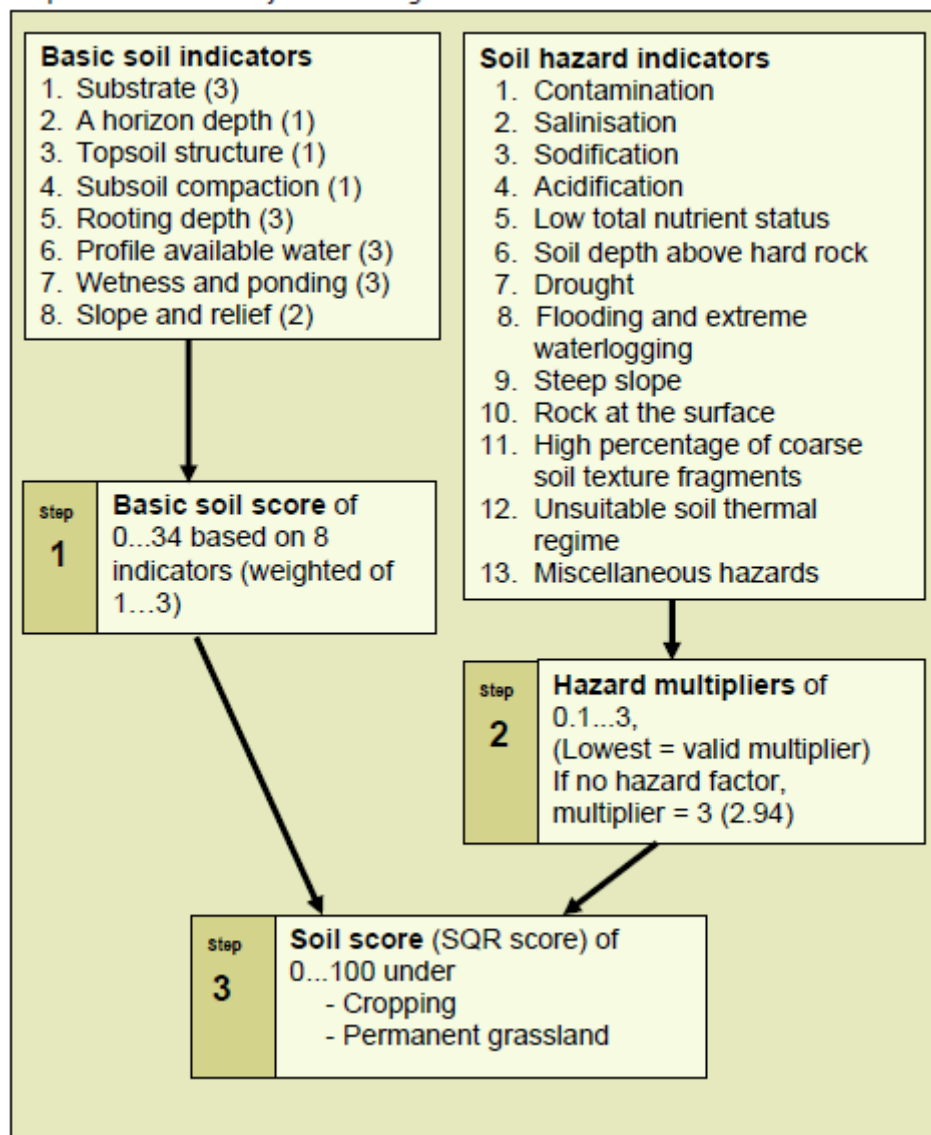 Basic soil indicators
1. Substrate (3)
2. A horizon depth (1)
3. Topsoil structure (1)
4. Subsoil compaction (1)
5. Rooting depth (3)
6. Profile available water (3)
7. Wetness and ponding (3)
8. Slope and relief (2)
Soil hazard indicators
1. Contamination
2. Salinisation
3. Sodification
4. Acidification
5. Low total nutrient status
6. Soil depth above hard rock
7. Drought
8. Flooding and extreme
waterlogging
9. Steep slope
10. Rock at the surface
11. High percentage of coarse
soil texture fragments
12. Unsuitable soil thermal
regime
13. Miscellaneous hazards
Step
1
Basic soil score of
0...34 based on 8
indicators (weighted of
1...3)
Step
2
Hazard multipliers of
0.1...3,
(Lowest = valid multiplier)
If no hazard factor,
multiplier = 3 (2.94)
Step
3
Soil score (SQR score) of
0...100 under
- Cropping
- Permanent grassland